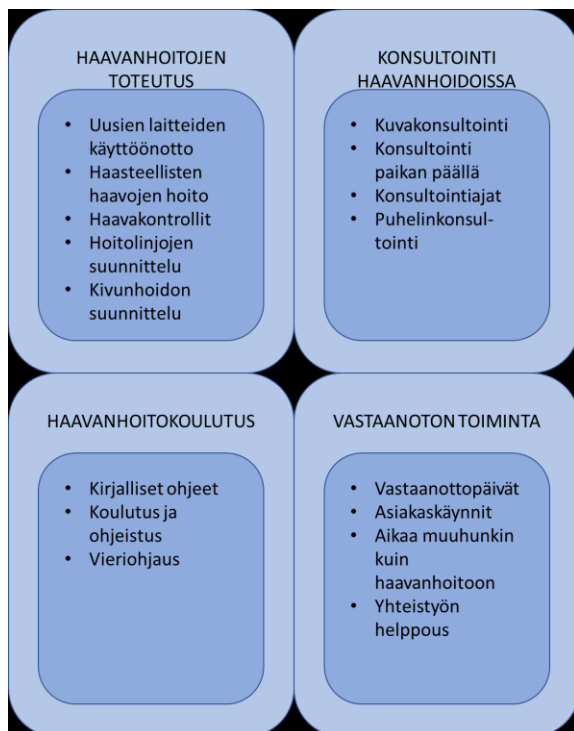 HAAVANHOITOJEN
TOTEUTUS
• Uusien laitteiden
käyttöönotto
• Haasteellisten
haavojen hoito
• Haavakontrollit
• Hoitolinjojen
suunnittelu
• Kivunhoidon
suunnittelu
KONSULTOINTI
HAAVANHOIDOISSA
• Kuvakonsultointi
• Konsultointi
paikan päällä
• Konsultointiajat
• Puhelinkonsul-
tointi
HAAVANHOITOKOULUTUS
• Kirjalliset ohjeet
• Koulutus ja
ohjeistus
• Vieriohjaus
VASTAANOTON TOIMINTA
• Vastaanottopäivät
• Asiakaskäynnit
• Aikaa muuhunkin
kuin
haavanhoitoon
• Yhteistyön
helppous